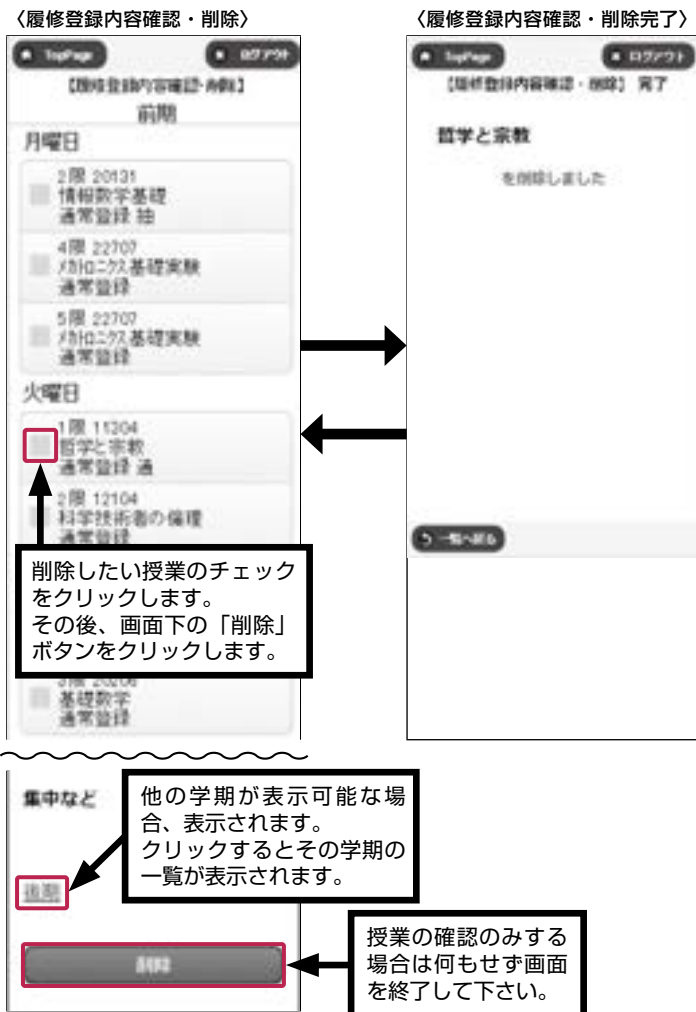 〈履修登録内容確認・削除〉
TopPage
ログアウト
【履修登録内容確認・削除】
前期
月曜日
2限 20131
情報数学基礎
通常登録 抽
4限 22707
メカトロニクス基礎実験
通常登録
5限 22707
メカトロニクス基礎実験
通常登録
火曜日
1限 11204
哲学と宗教
通常登録 通
2限 12104
科学技術者の倫理
通常登録
削除したい授業のチェック
をクリックします。
その後、画面下の「削除」
ボタンをクリックします。
3限 20206
基礎数学
通常登録
集中など
他の学期が表示可能な場
合、表示されます。
クリックするとその学期の
一覧が表示されます。
後期
削除
授業の確認のみする
場合は何もせず画面
を終了して下さい。
〈履修登録内容確認・削除完了〉
TopPage
ログアウト
【履修登録内容確認・削除】 完了
哲学と宗教
を削除しました
一覧へ戻る